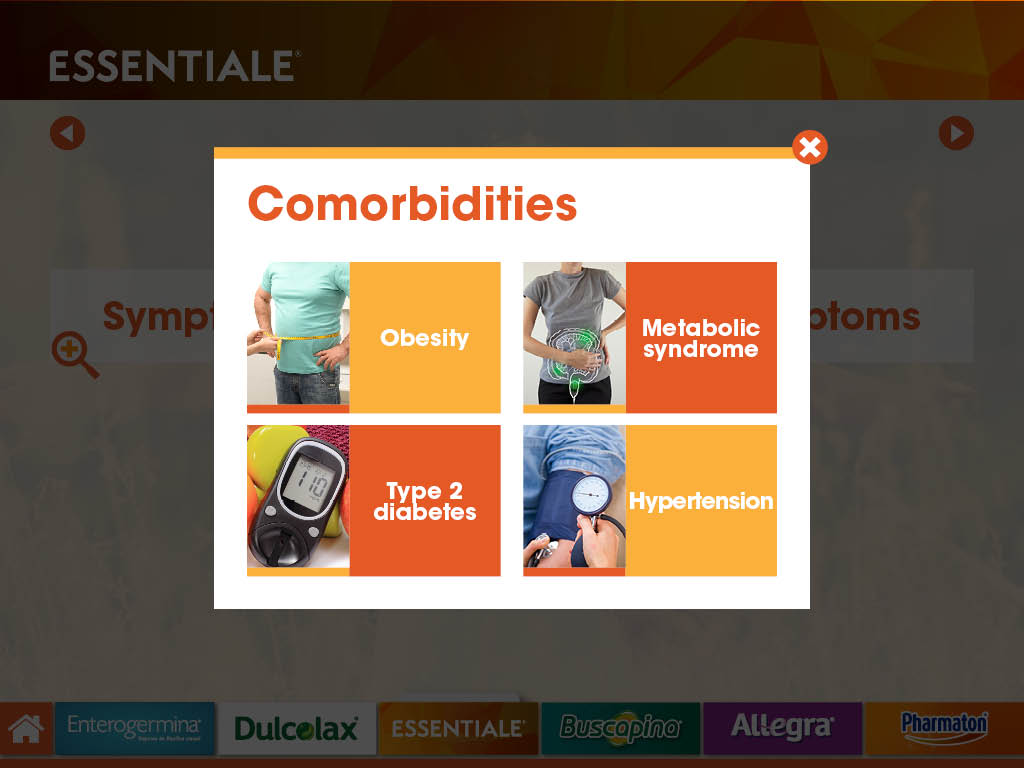 ESSENTIALE®
Comorbidities
Sympt
ptoms
Obesity
Metabolic
syndrome
110
Type 2
diabetes
Hypertension
Enterogermina
Dulcolax®
ESSENTIALE®
Buscapina
Allegra®
Pharmaton